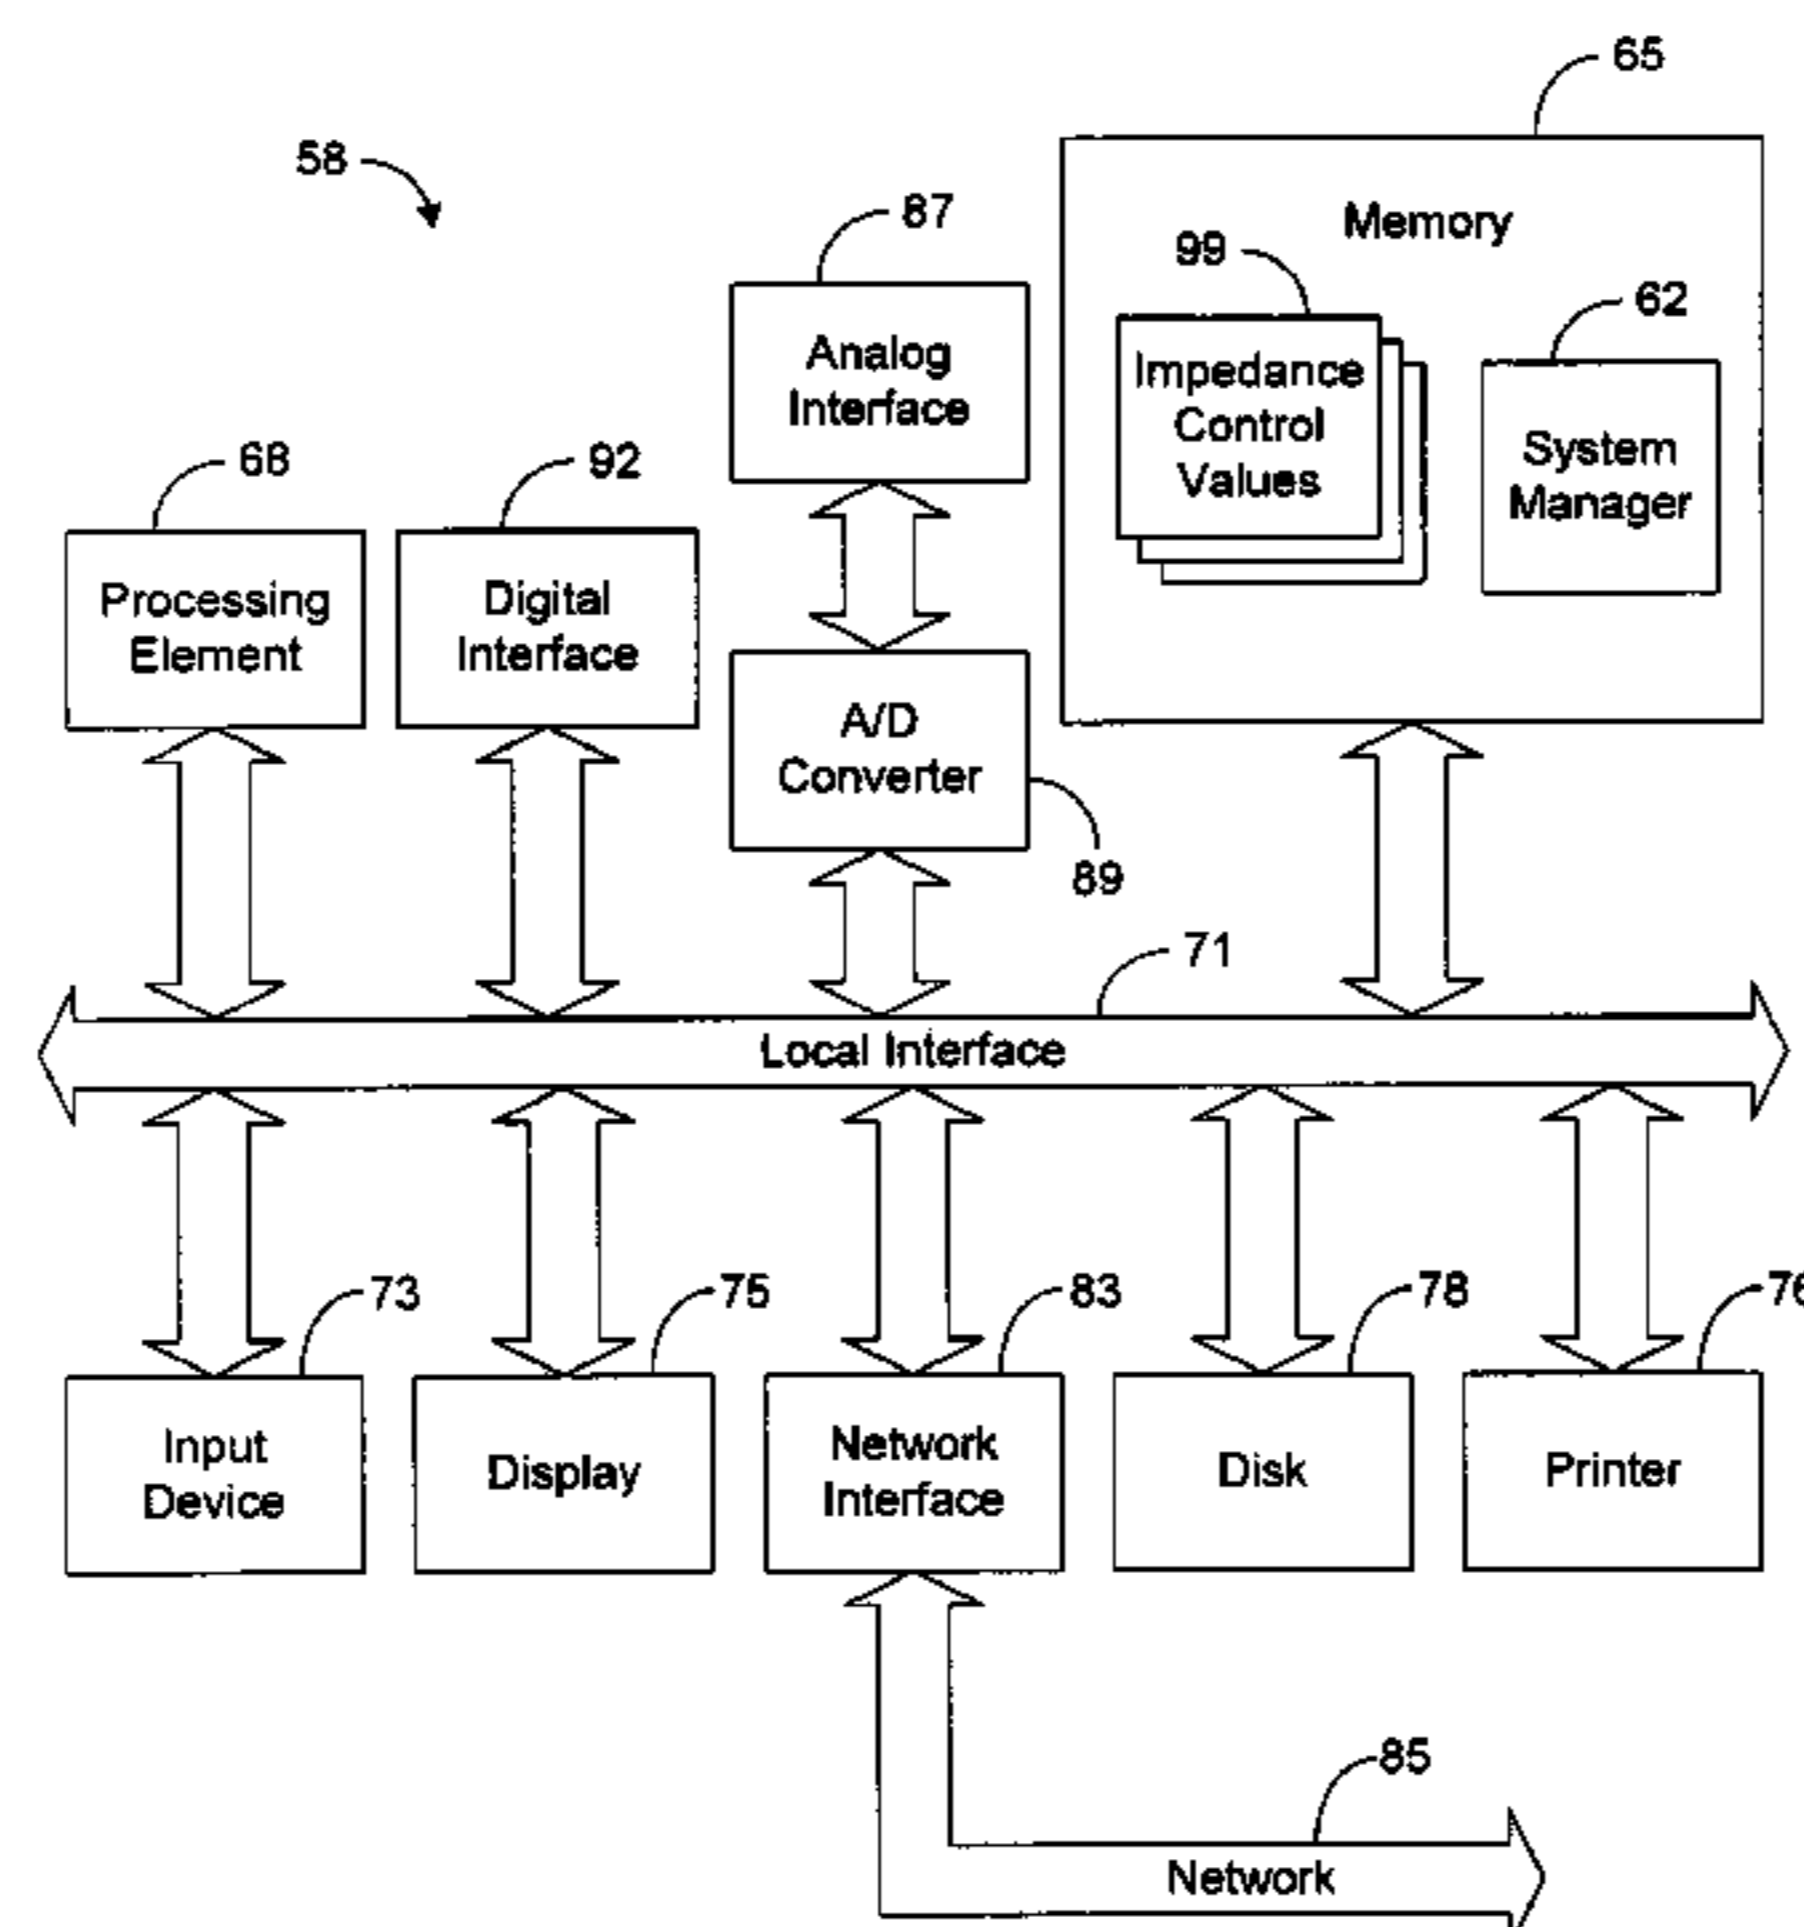 65
58
87
Memory
99
62
Analog
Interface
Impedance
Control
Values
System
Manager
68
92
Processing
Element
Digital
Interface
A/D
Converter
89
71
Local Interface
73
75
83
78
76
Input
Device
Display
Network
Interface
Disk
Printer
85
Network